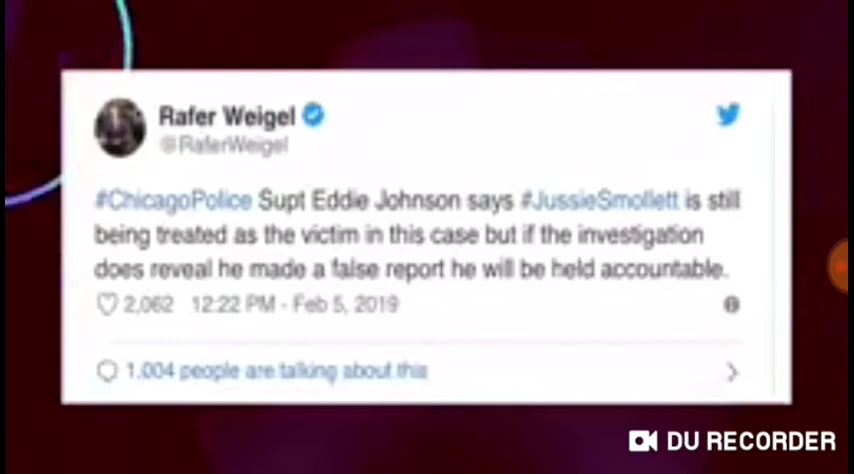 Rafer Weigel
@RaferWeigel
#ChicagoPolice Supt Eddie Johnson says #JussieSmollett is still
being treated as the victim in this case but if the investigation
does reveal he made a false report he will be held accountable.
2,062 12:22 PM - Feb 5, 2019
1,004 people are talking about this
DU RECORDER